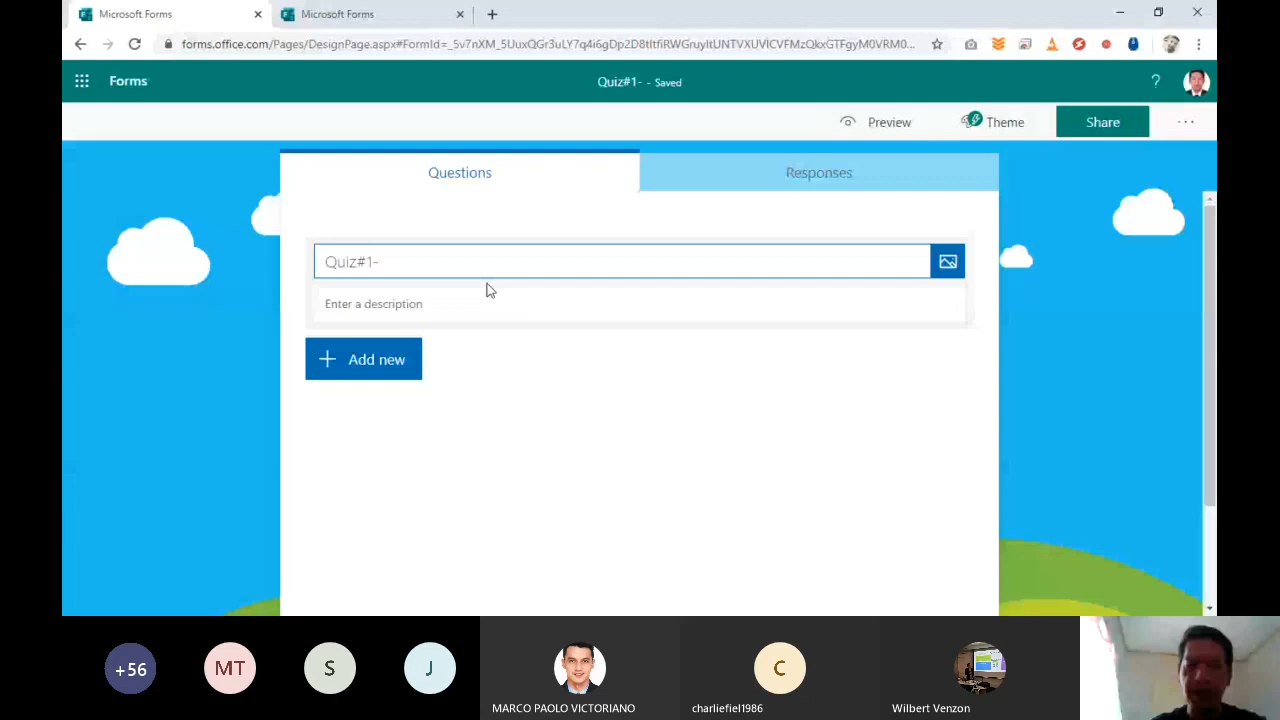 Microsoft Forms
Microsoft Forms
forms.office.com/Pages/DesignPage.aspx#FormId=_5v7nXM_5UuxQGr3uLY7q4i6gDp2D8tItfiRWGruyItUNTVXUVlCVFMzQkxGTFgyM0VRM0...
Forms
Quiz#1- - Saved
?
Preview
Theme
Share
...
Questions
Responses
Quiz#1-
Enter a description
Add new
+56
MT
S
J
C
MARCO PAOLO VICTORIANO
charliefiel1986
Wilbert Venzon